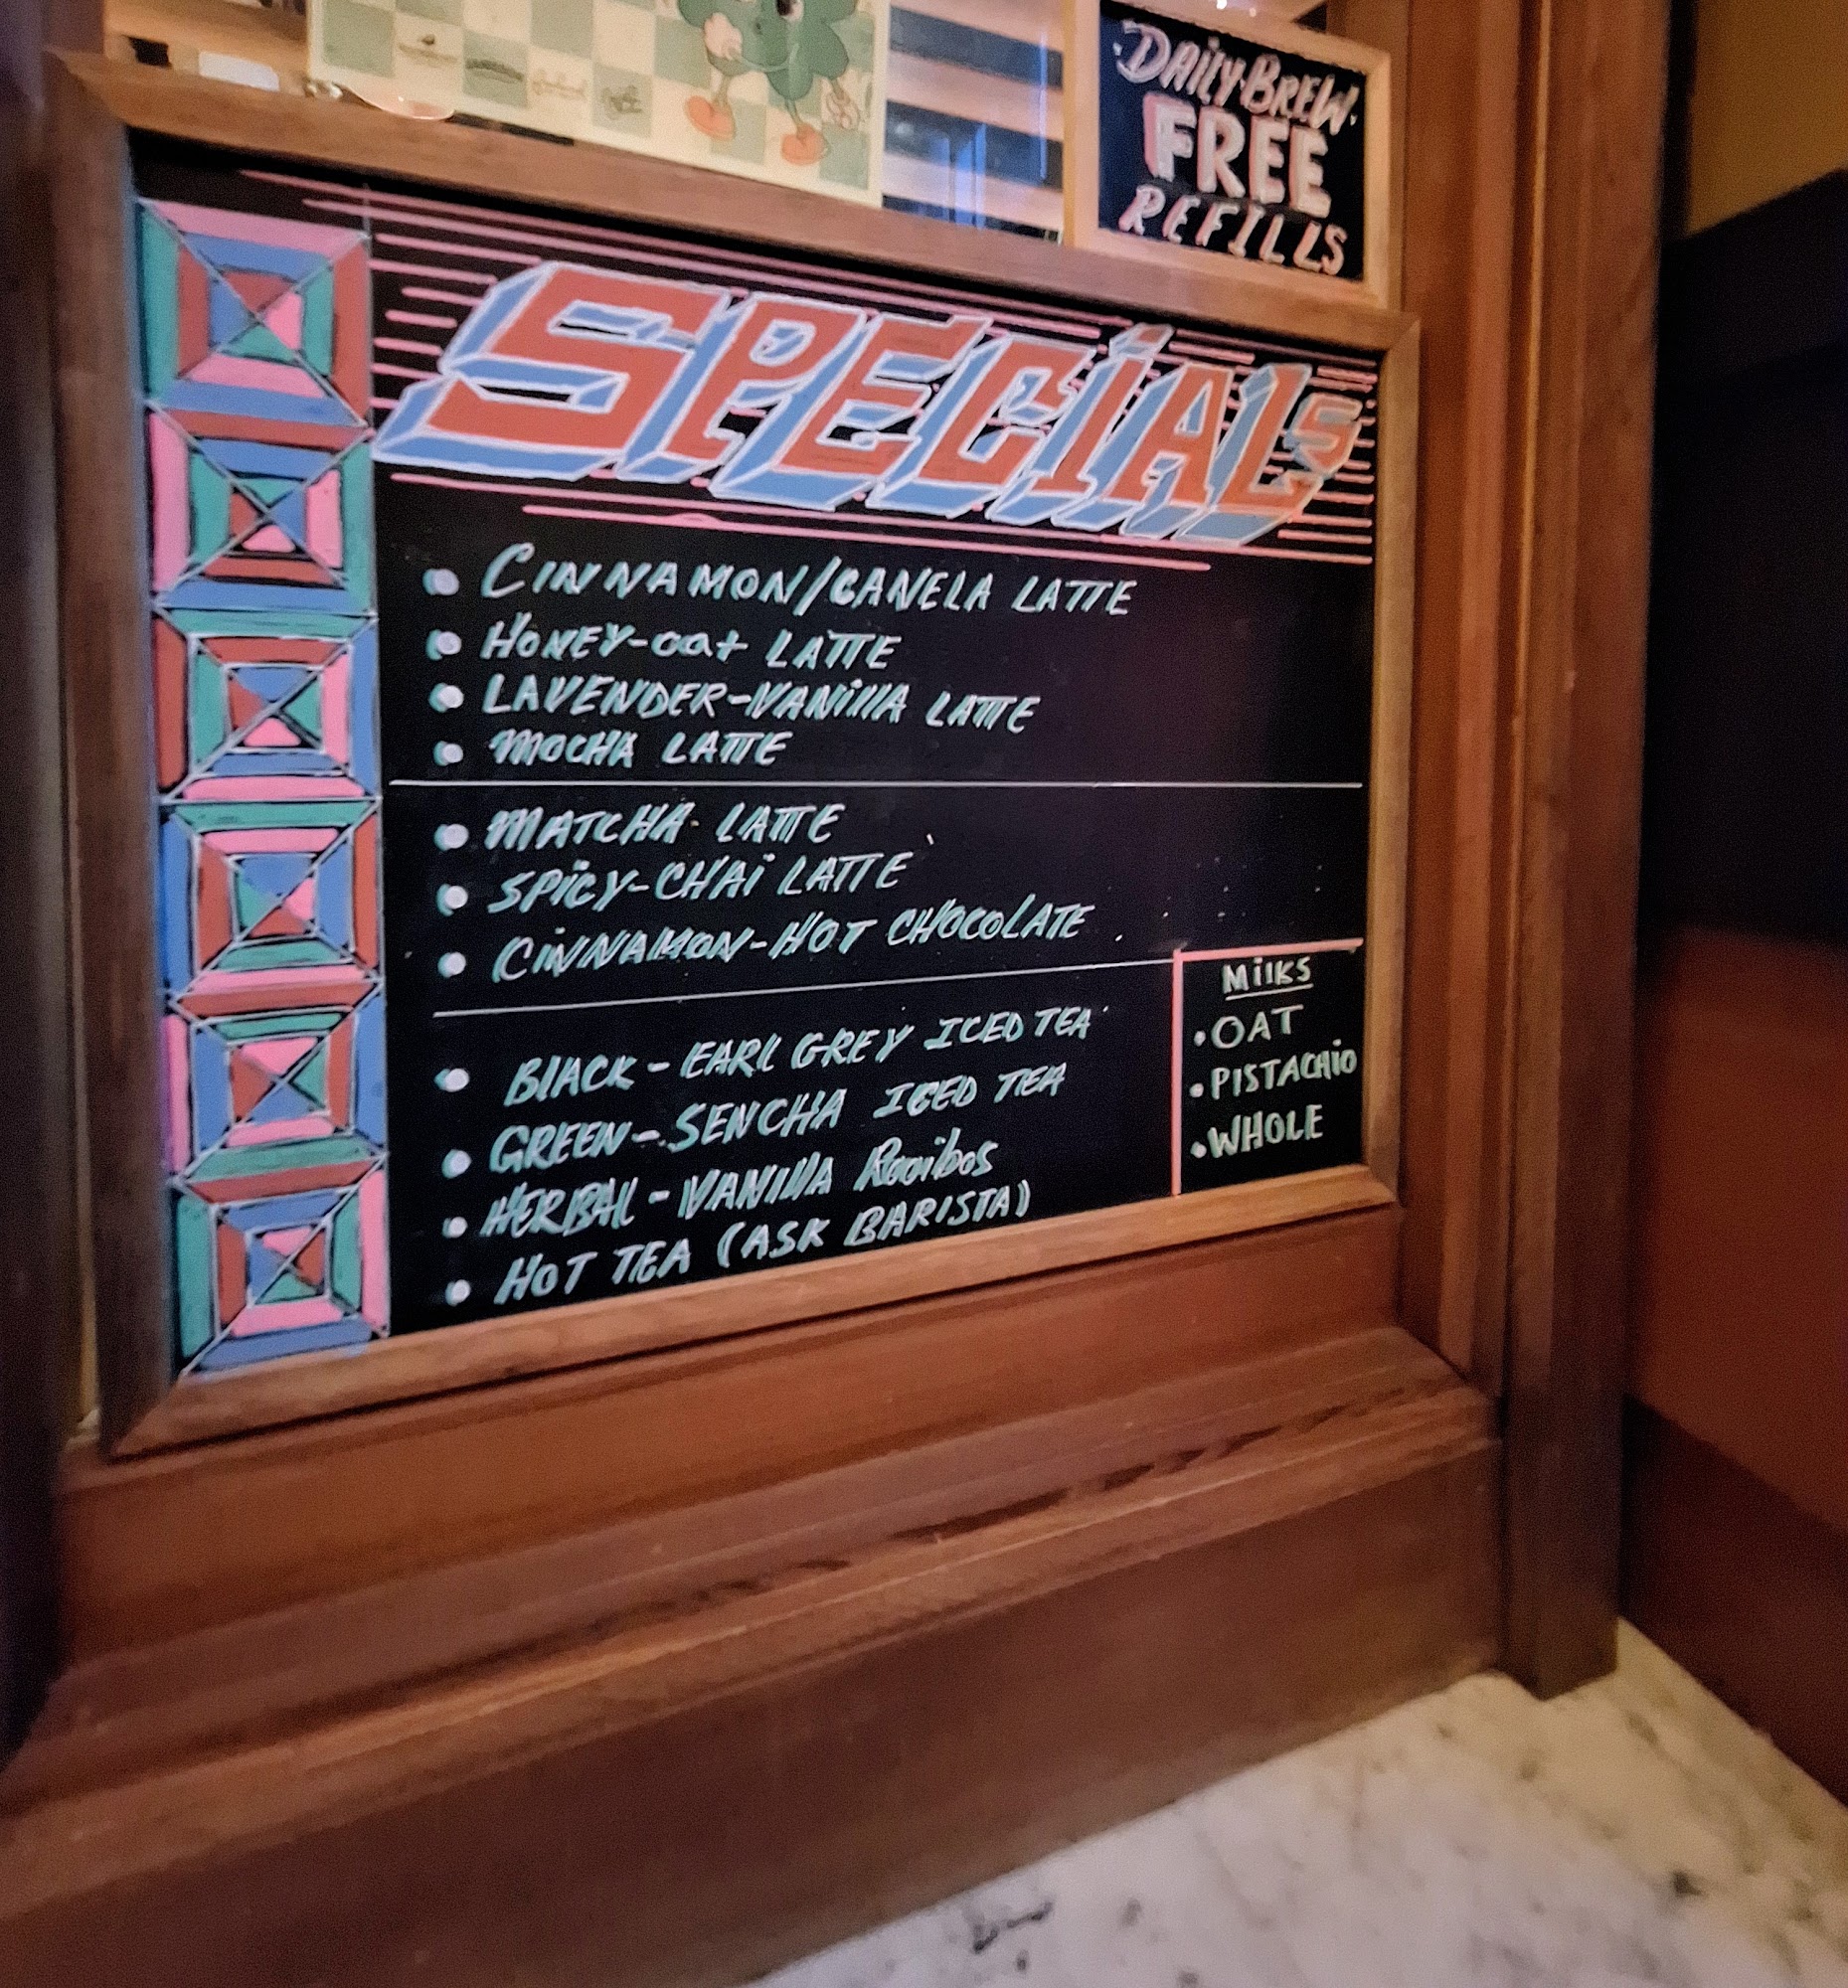 DAiLY·BREW·
FREE
REFILLS
SPECiALS
• CINNAMON/CANELA LATTE
• HONEY-oat LATTE
• LAVENDER-VANillA LATTE
• MOCHA LATTE
• MATCHA LATTE
• SPiCY-CHAi LATTE
• CiNNAMON-HOT CHOCOLATE
• BlACK - EARL GREY ICED TEA
• GREEN - SENCHA ICED TEA
• HERBAL - VANillA Rooibos
• HOT TEA (ASK BARISTA)
MilKS
• OAT
• PISTACHiO
• WHOLE